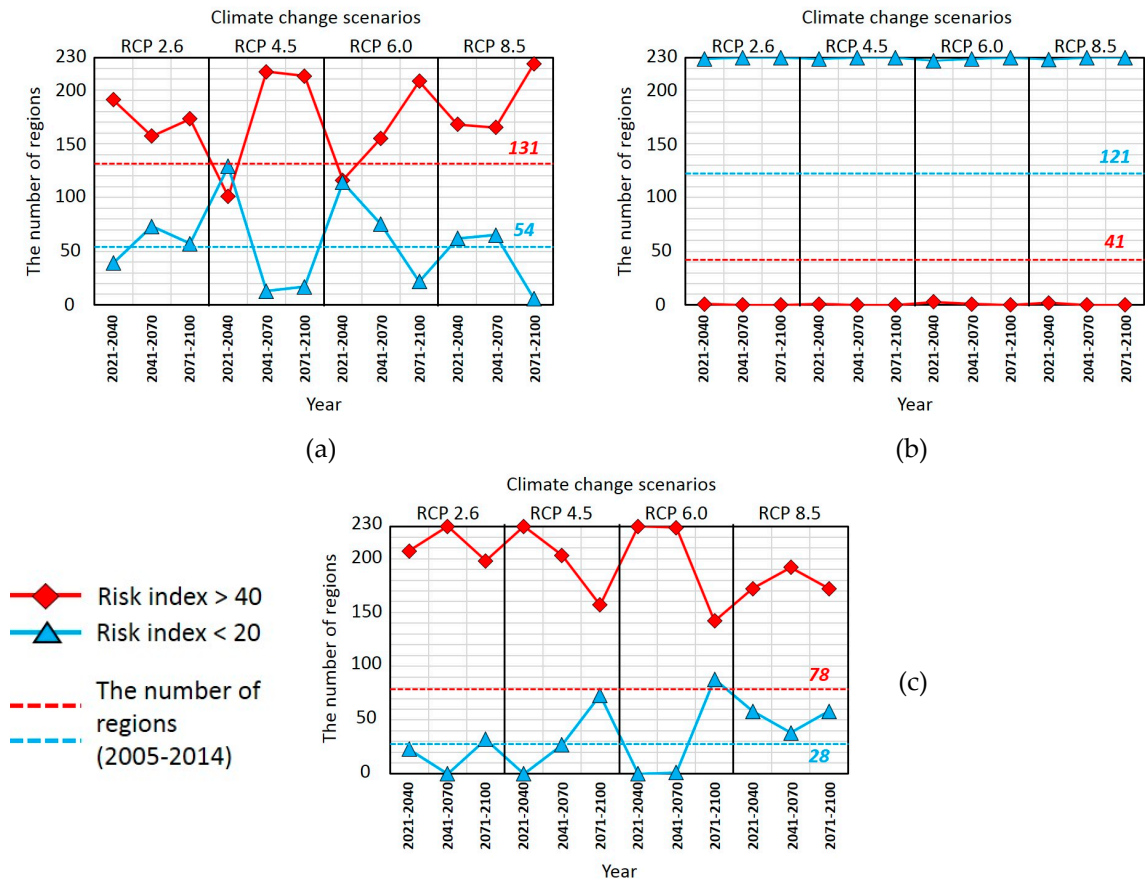 Climate change scenarios
RCP 2.6 RCP 4.5 RCP 6.0 RCP 8.5
The number of regions
230
200
150
100
50
0
131
54
2021-2040 2041-2070 2071-2100 2021-2040 2041-2070 2071-2100 2021-2040 2041-2070 2071-2100 2021-2040 2041-2070 2071-2100
Year
(a)
Climate change scenarios
RCP 2.6 RCP 4.5 RCP 6.0 RCP 8.5
The number of regions
230
200
150
100
50
0
121
41
2021-2040 2041-2070 2071-2100 2021-2040 2041-2070 2071-2100 2021-2040 2041-2070 2071-2100 2021-2040 2041-2070 2071-2100
Year
(b)
Risk index > 40
Risk index < 20
The number of
regions
(2005-2014)
Climate change scenarios
RCP 2.6 RCP 4.5 RCP 6.0 RCP 8.5
The number of regions
230
200
150
100
50
0
78
28
2021-2040 2041-2070 2071-2100 2021-2040 2041-2070 2071-2100 2021-2040 2041-2070 2071-2100 2021-2040 2041-2070 2071-2100
Year
(c)